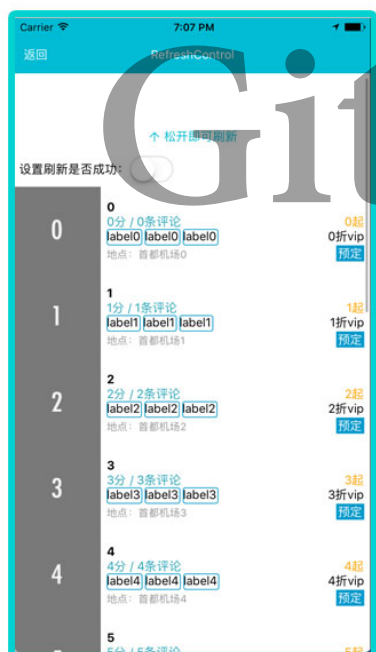 Carrier 7:07 PM
返回 RefreshControl
Git
↑ 松开即可刷新
设置刷新是否成功:
0
0
0分 / 0条评论 0起
label0 label0 label0 0折vip
地点: 首都机场0 预定
1
1
1分 / 1条评论 1起
label1 label1 label1 1折vip
地点: 首都机场1 预定
2
2
2分 / 2条评论 2起
label2 label2 label2 2折vip
地点: 首都机场2 预定
3
3
3分 / 3条评论 3起
label3 label3 label3 3折vip
地点: 首都机场3 预定
4
4
4分 / 4条评论 4起
label4 label4 label4 4折vip
地点: 首都机场4 预定
5
5分 / 5条评论 5起